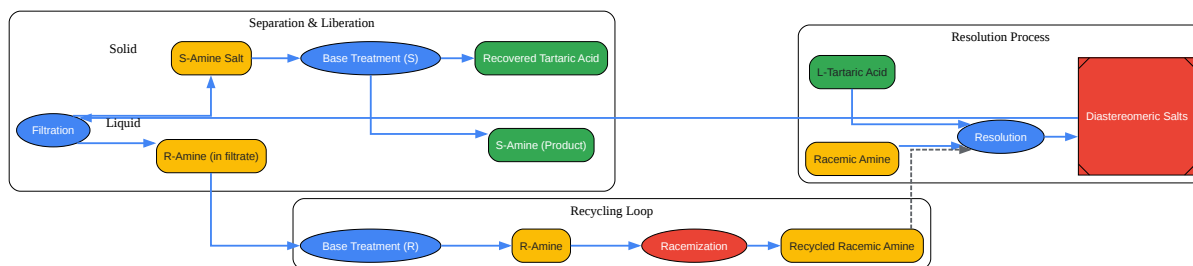 Separation & Liberation
Solid
S-Amine Salt
Base Treatment (S)
Recovered Tartaric Acid
Filtration
Liquid
R-Amine (in filtrate)
S-Amine (Product)
Resolution Process
L-Tartaric Acid
Diastereomeric Salts
Resolution
Racemic Amine
Recycling Loop
Base Treatment (R)
R-Amine
Racemization
Recycled Racemic Amine